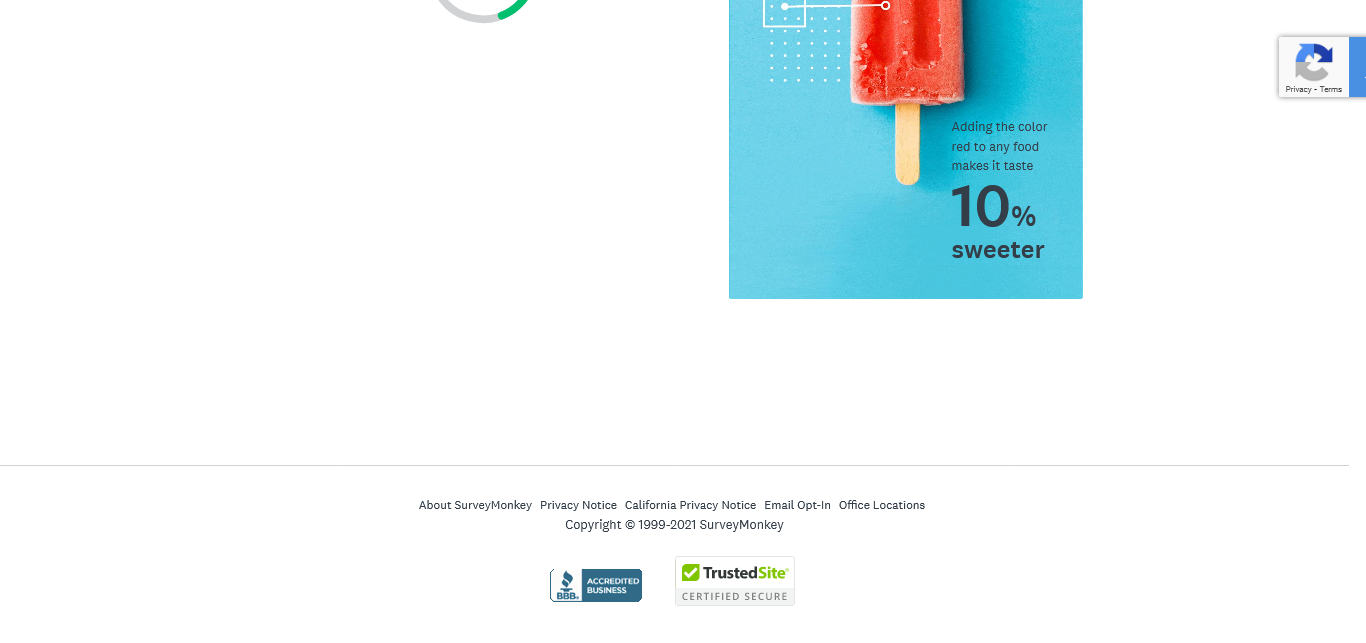 Privacy - Terms
Adding the color
red to any food
makes it taste
10%
sweeter
About SurveyMonkey Privacy Notice California Privacy Notice Email Opt-In Office Locations
Copyright © 1999-2021 SurveyMonkey
BBB. ACCREDITED
BUSINESS
TrustedSite®
CERTIFIED SECURE